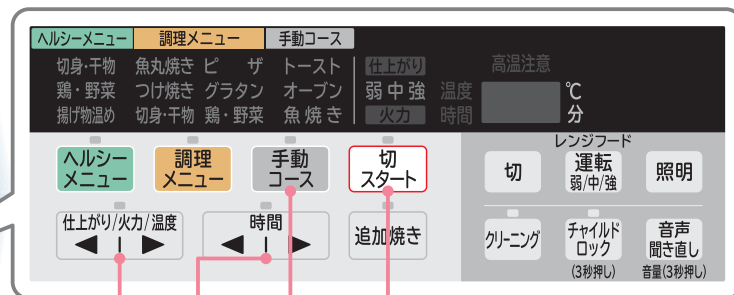 ヘルシーメニュー 調理メニュー 手動コース
切身・干物 魚丸焼き ピザ トースト 仕上がり 高温注意
鶏・野菜 つけ焼き グラタン オーブン 弱 中 強 温度 ℃
揚げ物温め 切身・干物 鶏・野菜 魚焼き 火力 時間 分
レンジフード
ヘルシー
メニュー
調理
メニュー
手動
コース
切
スタート
切
運転
弱/中/強
照明
仕上がり/火力/温度
時間
追加焼き
クリーニング
チャイルド
ロック
(3秒押し)
音声
聞き直し
音量(3秒押し)